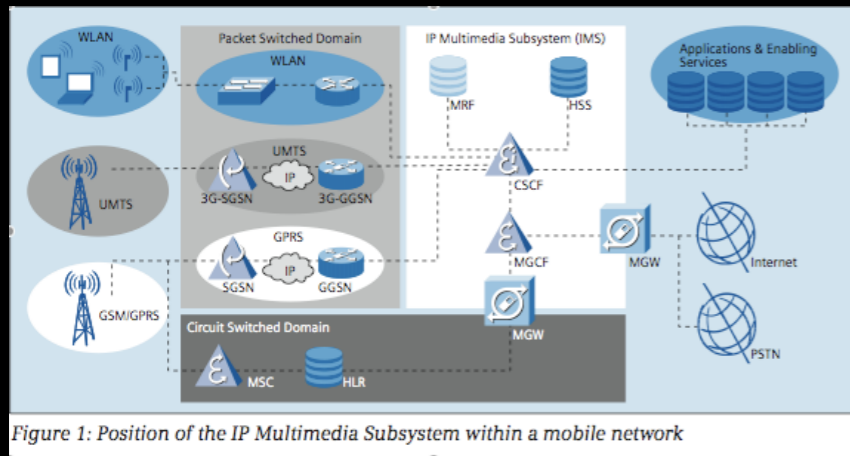 WLAN
Packet Switched Domain
WLAN
IP Multimedia Subsystem (IMS)
MRF
HSS
Applications & Enabling
Services
UMTS
UMTS
IP
3G-SGSN
3G-GGSN
CSCF
GPRS
IP
SGSN
GGSN
MGCF
MGW
Internet
GSM/GPRS
Circuit Switched Domain
MGW
MSC
HLR
PSTN
Figure 1: Position of the IP Multimedia Subsystem within a mobile network